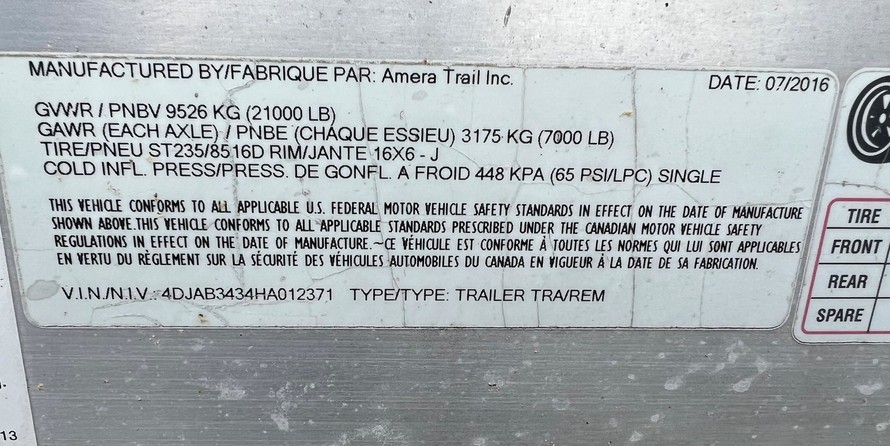 MANUFACTURED BY/FABRIQUE PAR: Amera Trail Inc. DATE: 07/2016
GVWR / PNBV 9526 KG (21000 LB)
GAWR (EACH AXLE) / PNBE (CHAQUE ESSIEU) 3175 KG (7000 LB)
TIRE/PNEU ST235/8516D RIM/JANTE 16X6 - J
COLD INFL. PRESS/PRESS. DE GONFL. A FROID 448 KPA (65 PSI/LPC) SINGLE
THIS VEHICLE CONFORMS TO ALL APPLICABLE U.S. FEDERAL MOTOR VEHICLE SAFETY STANDARDS IN EFFECT ON THE DATE OF MANUFACTURE
SHOWN ABOVE.THIS VEHICLE CONFORMS TO ALL APPLICABLE STANDARDS PRESCRIBED UNDER THE CANADIAN MOTOR VEHICLE SAFETY
REGULATIONS IN EFFECT ON THE DATE OF MANUFACTURE.~CE VÉHICULE EST CONFORME À TOUTES LES NORMES QUI LUI SONT APPLICABLES
EN VERTU DU RÈGLEMENT SUR LA SÉCURITÉ DES VÉHICULES AUTOMOBILES DU CANADA EN VIGUEUR À LA DATE DE SA FABRICATION.
V.I.N./N.I.V.: 4DJAB3434HA012371 TYPE/TYPE: TRAILER TRA/REM
TIRE
FRONT
REAR
SPARE
13